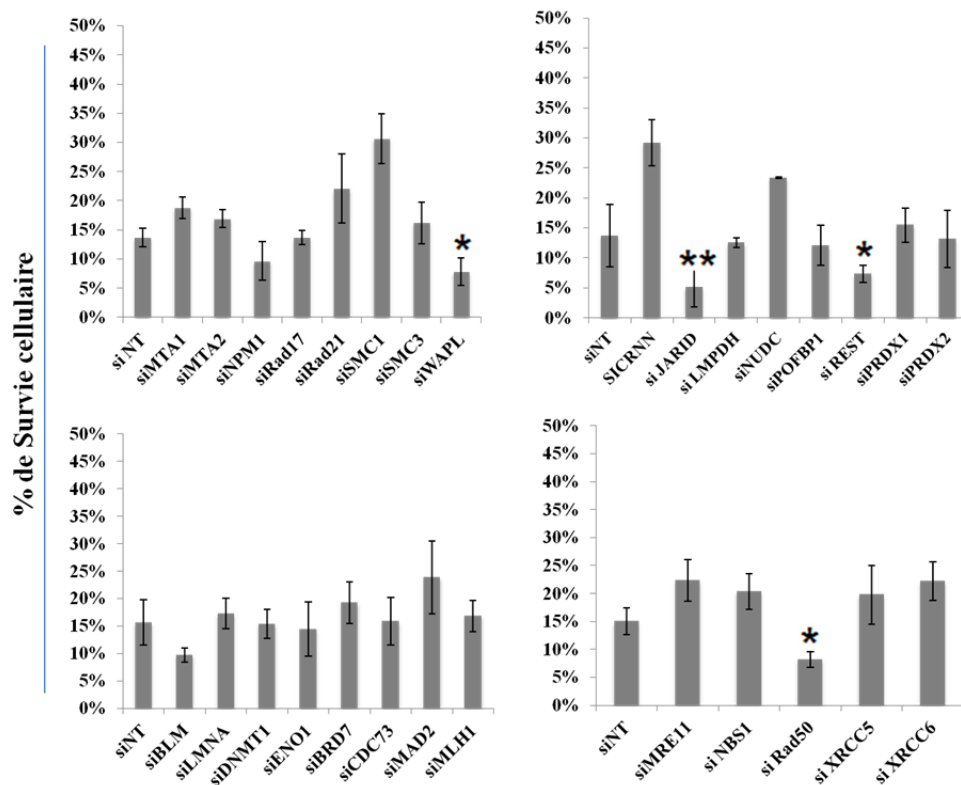 % de Survie cellulaire
50%
45%
40%
35%
30%
25%
20%
15%
10%
5%
0%
*
si NT
siMTA1
siMTA2
siNPM1
siRad17
siRad21
siSMC1
siSMC3
siWAPL
50%
45%
40%
35%
30%
25%
20%
15%
10%
5%
0%
**
*
siNT
SICRNN
si JARID
si LMPDH
siNUDC
siPOFBP1
si REST
siPRDX1
siPRDX2
50%
45%
40%
35%
30%
25%
20%
15%
10%
5%
0%
siNT
siBLM
siLMNA
siDNMT1
siENO1
siBRD7
siCDC73
siMAD2
siMLH1
50%
45%
40%
35%
30%
25%
20%
15%
10%
5%
0%
*
siNT
siMRE11
si NBS1
si Rad50
si XRCC5
si XRCC6